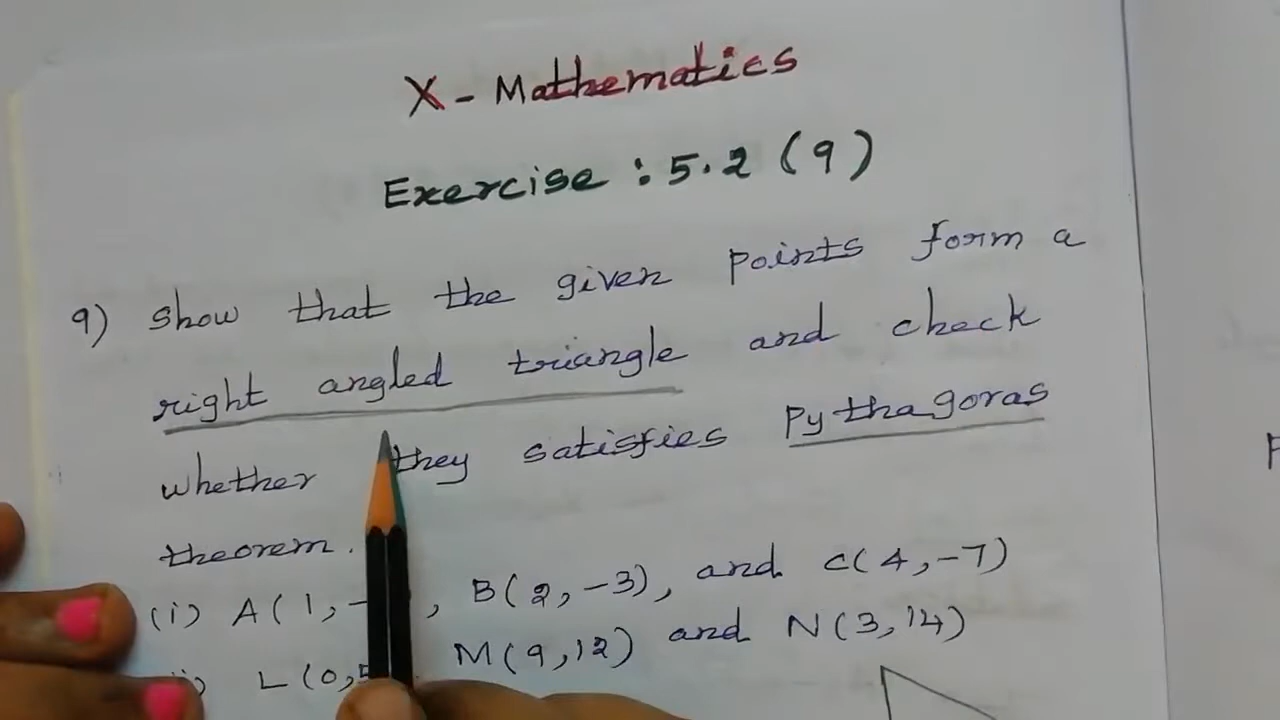 X - Mathematics
Exercise : 5.2 (9)
9) show that the given points form a
right angled triangle and check
whether they satisfies Pythagoras
theorem.
(i) A(1,- , B(2,-3), and C(4,-7)
L(0,5 M(9,12) and N(3,14)